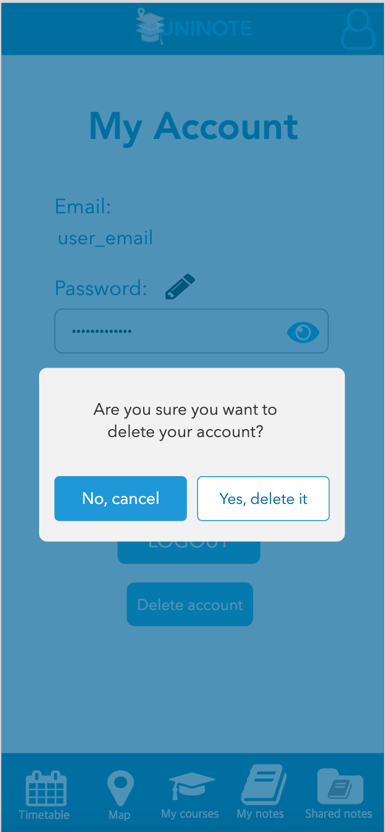 UNINOTE
My Account
Email:
user_email
Password:
•••••••••••••
Are you sure you want to
delete your account?
No, cancel
Yes, delete it
LOGOUT
Delete account
Timetable
Map
My courses
My notes
Shared notes